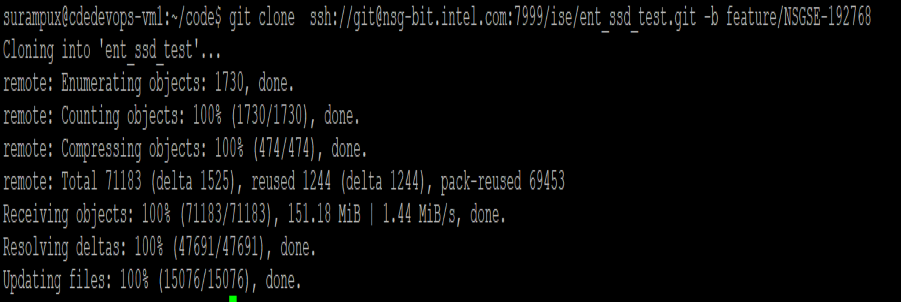 surampux@cdedevops-vm1:~/code$ git clone  ssh://git@nsg-bit.intel.com:7999/ise/ent_ssd_test.git -b feature/NSGSE-192768
Cloning into 'ent_ssd_test'...
remote: Enumerating objects: 1730, done.
remote: Counting objects: 100% (1730/1730), done.
remote: Compressing objects: 100% (474/474), done.
remote: Total 71183 (delta 1525), reused 1244 (delta 1244), pack-reused 69453
Receiving objects: 100% (71183/71183), 151.18 MiB | 1.44 MiB/s, done.
Resolving deltas: 100% (47691/47691), done.
Updating files: 100% (15076/15076), done.